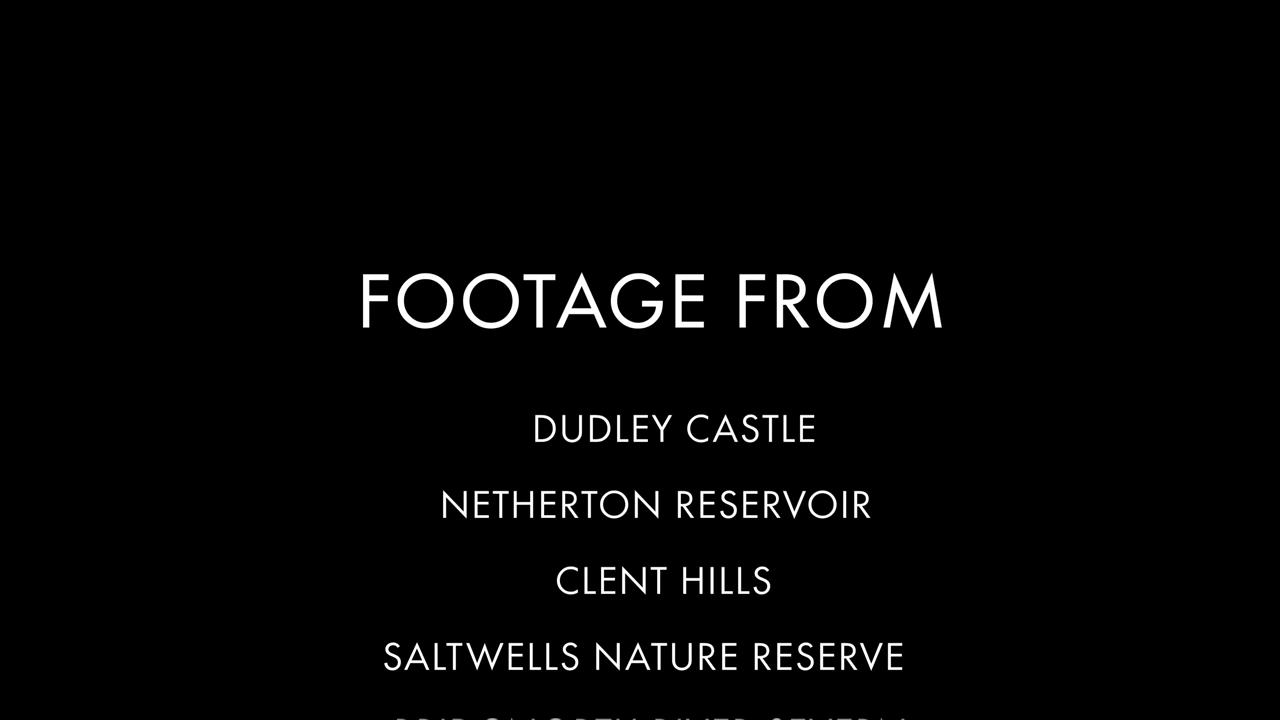 FOOTAGE FROM
DUDLEY CASTLE
NETHERTON RESERVOIR
CLENT HILLS
SALTWELLS NATURE RESERVE